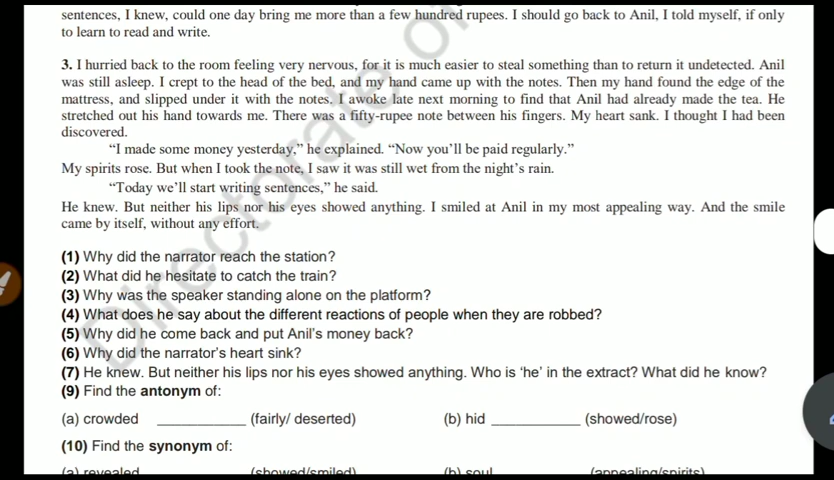 sentences, I knew, could one day bring me more than a few hundred rupees. I should go back to Anil, I told myself, if only
to learn to read and write.
3. I hurried back to the room feeling very nervous, for it is much easier to steal something than to return it undetected. Anil
was still asleep. I crept to the head of the bed, and my hand came up with the notes. Then my hand found the edge of the
mattress, and slipped under it with the notes. I awoke late next morning to find that Anil had already made the tea. He
stretched out his hand towards me. There was a fifty-rupee note between his fingers. My heart sank. I thought I had been
discovered.
“I made some money yesterday,” he explained. “Now you’ll be paid regularly.”
My spirits rose. But when I took the note, I saw it was still wet from the night’s rain.
“Today we’ll start writing sentences,” he said.
He knew. But neither his lips nor his eyes showed anything. I smiled at Anil in my most appealing way. And the smile
came by itself, without any effort.
(1) Why did the narrator reach the station?
(2) What did he hesitate to catch the train?
(3) Why was the speaker standing alone on the platform?
(4) What does he say about the different reactions of people when they are robbed?
(5) Why did he come back and put Anil’s money back?
(6) Why did the narrator’s heart sink?
(7) He knew. But neither his lips nor his eyes showed anything. Who is ‘he’ in the extract? What did he know?
(9) Find the antonym of:
(a) crowded ____________ (fairly/ deserted) (b) hid ____________ (showed/rose)
(10) Find the synonym of:
(a) revealed (showed/smiled) (b) soul (appealing/spirits)
Directorate of